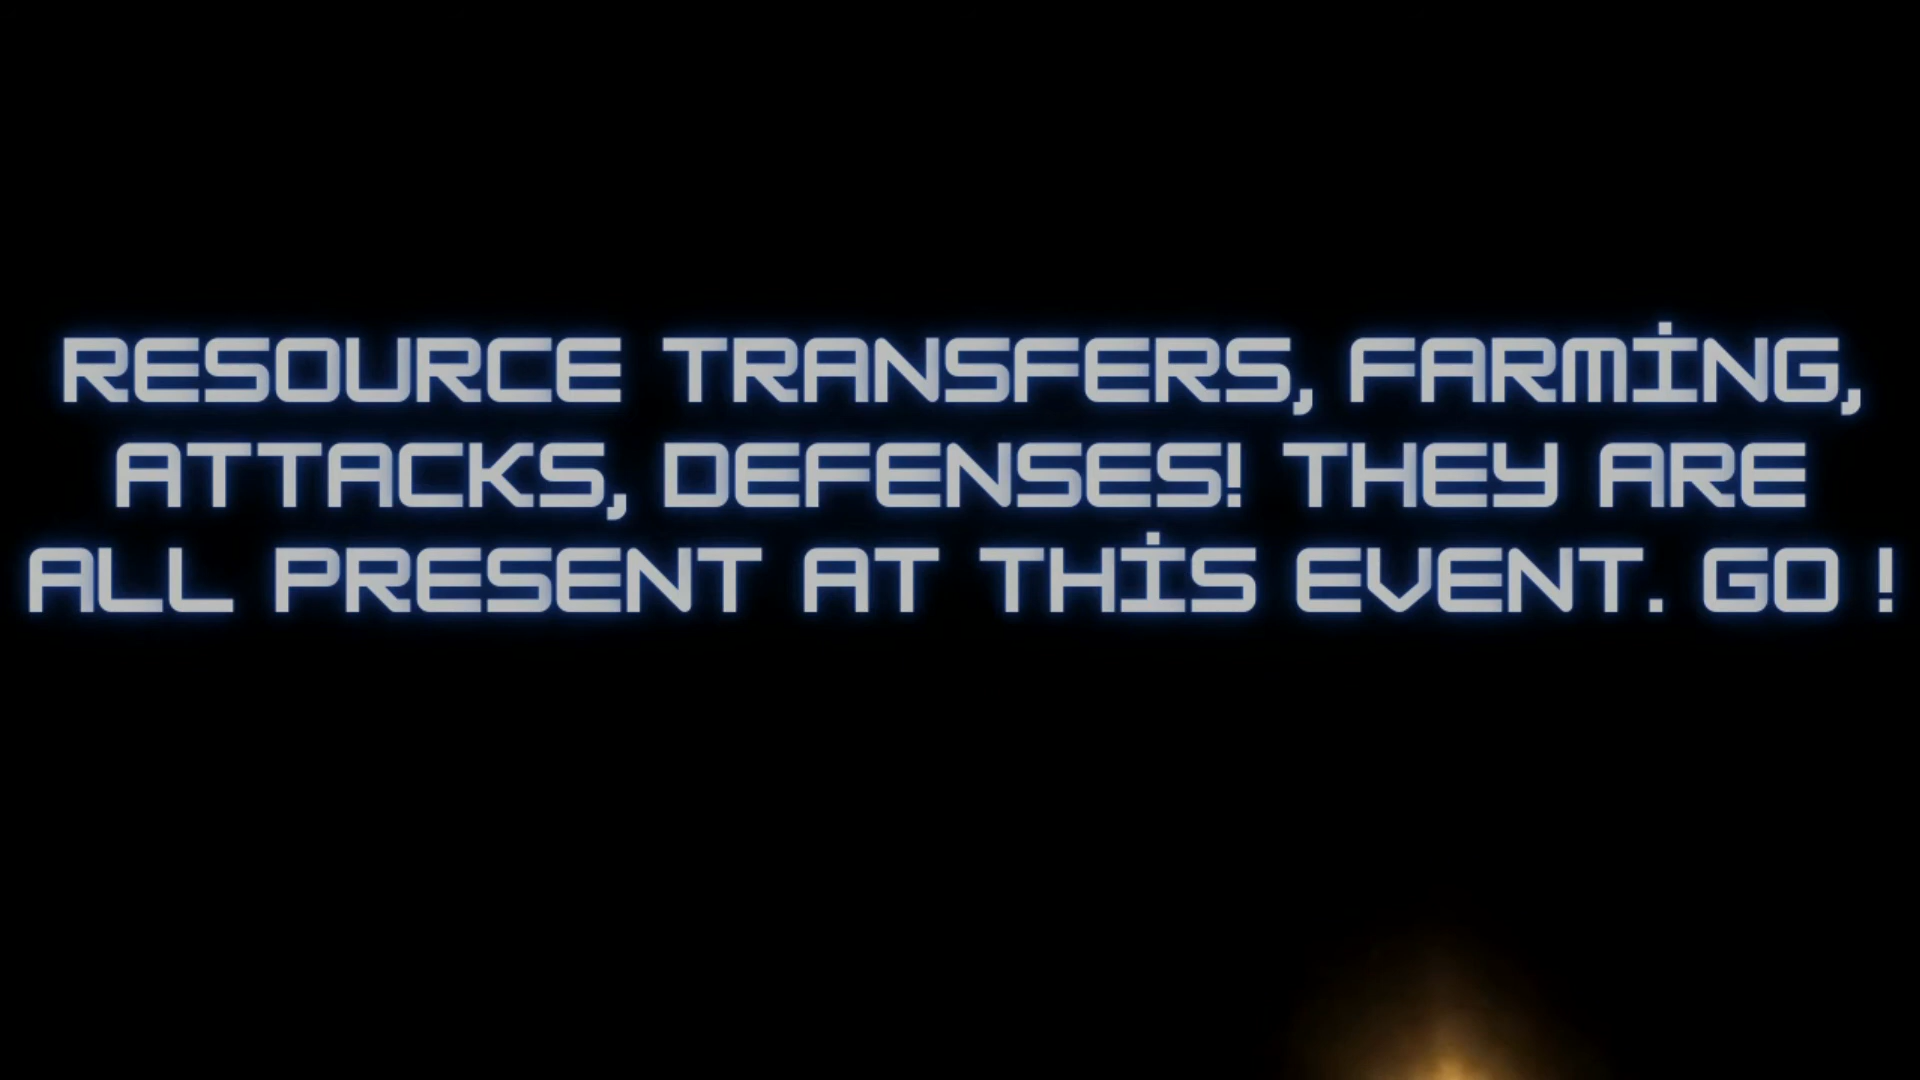 RESOURCE TRANSFERS, FARMİNG,
ATTACKS, DEFENSES! THEY ARE
ALL PRESENT AT THİS EVENT. GO !